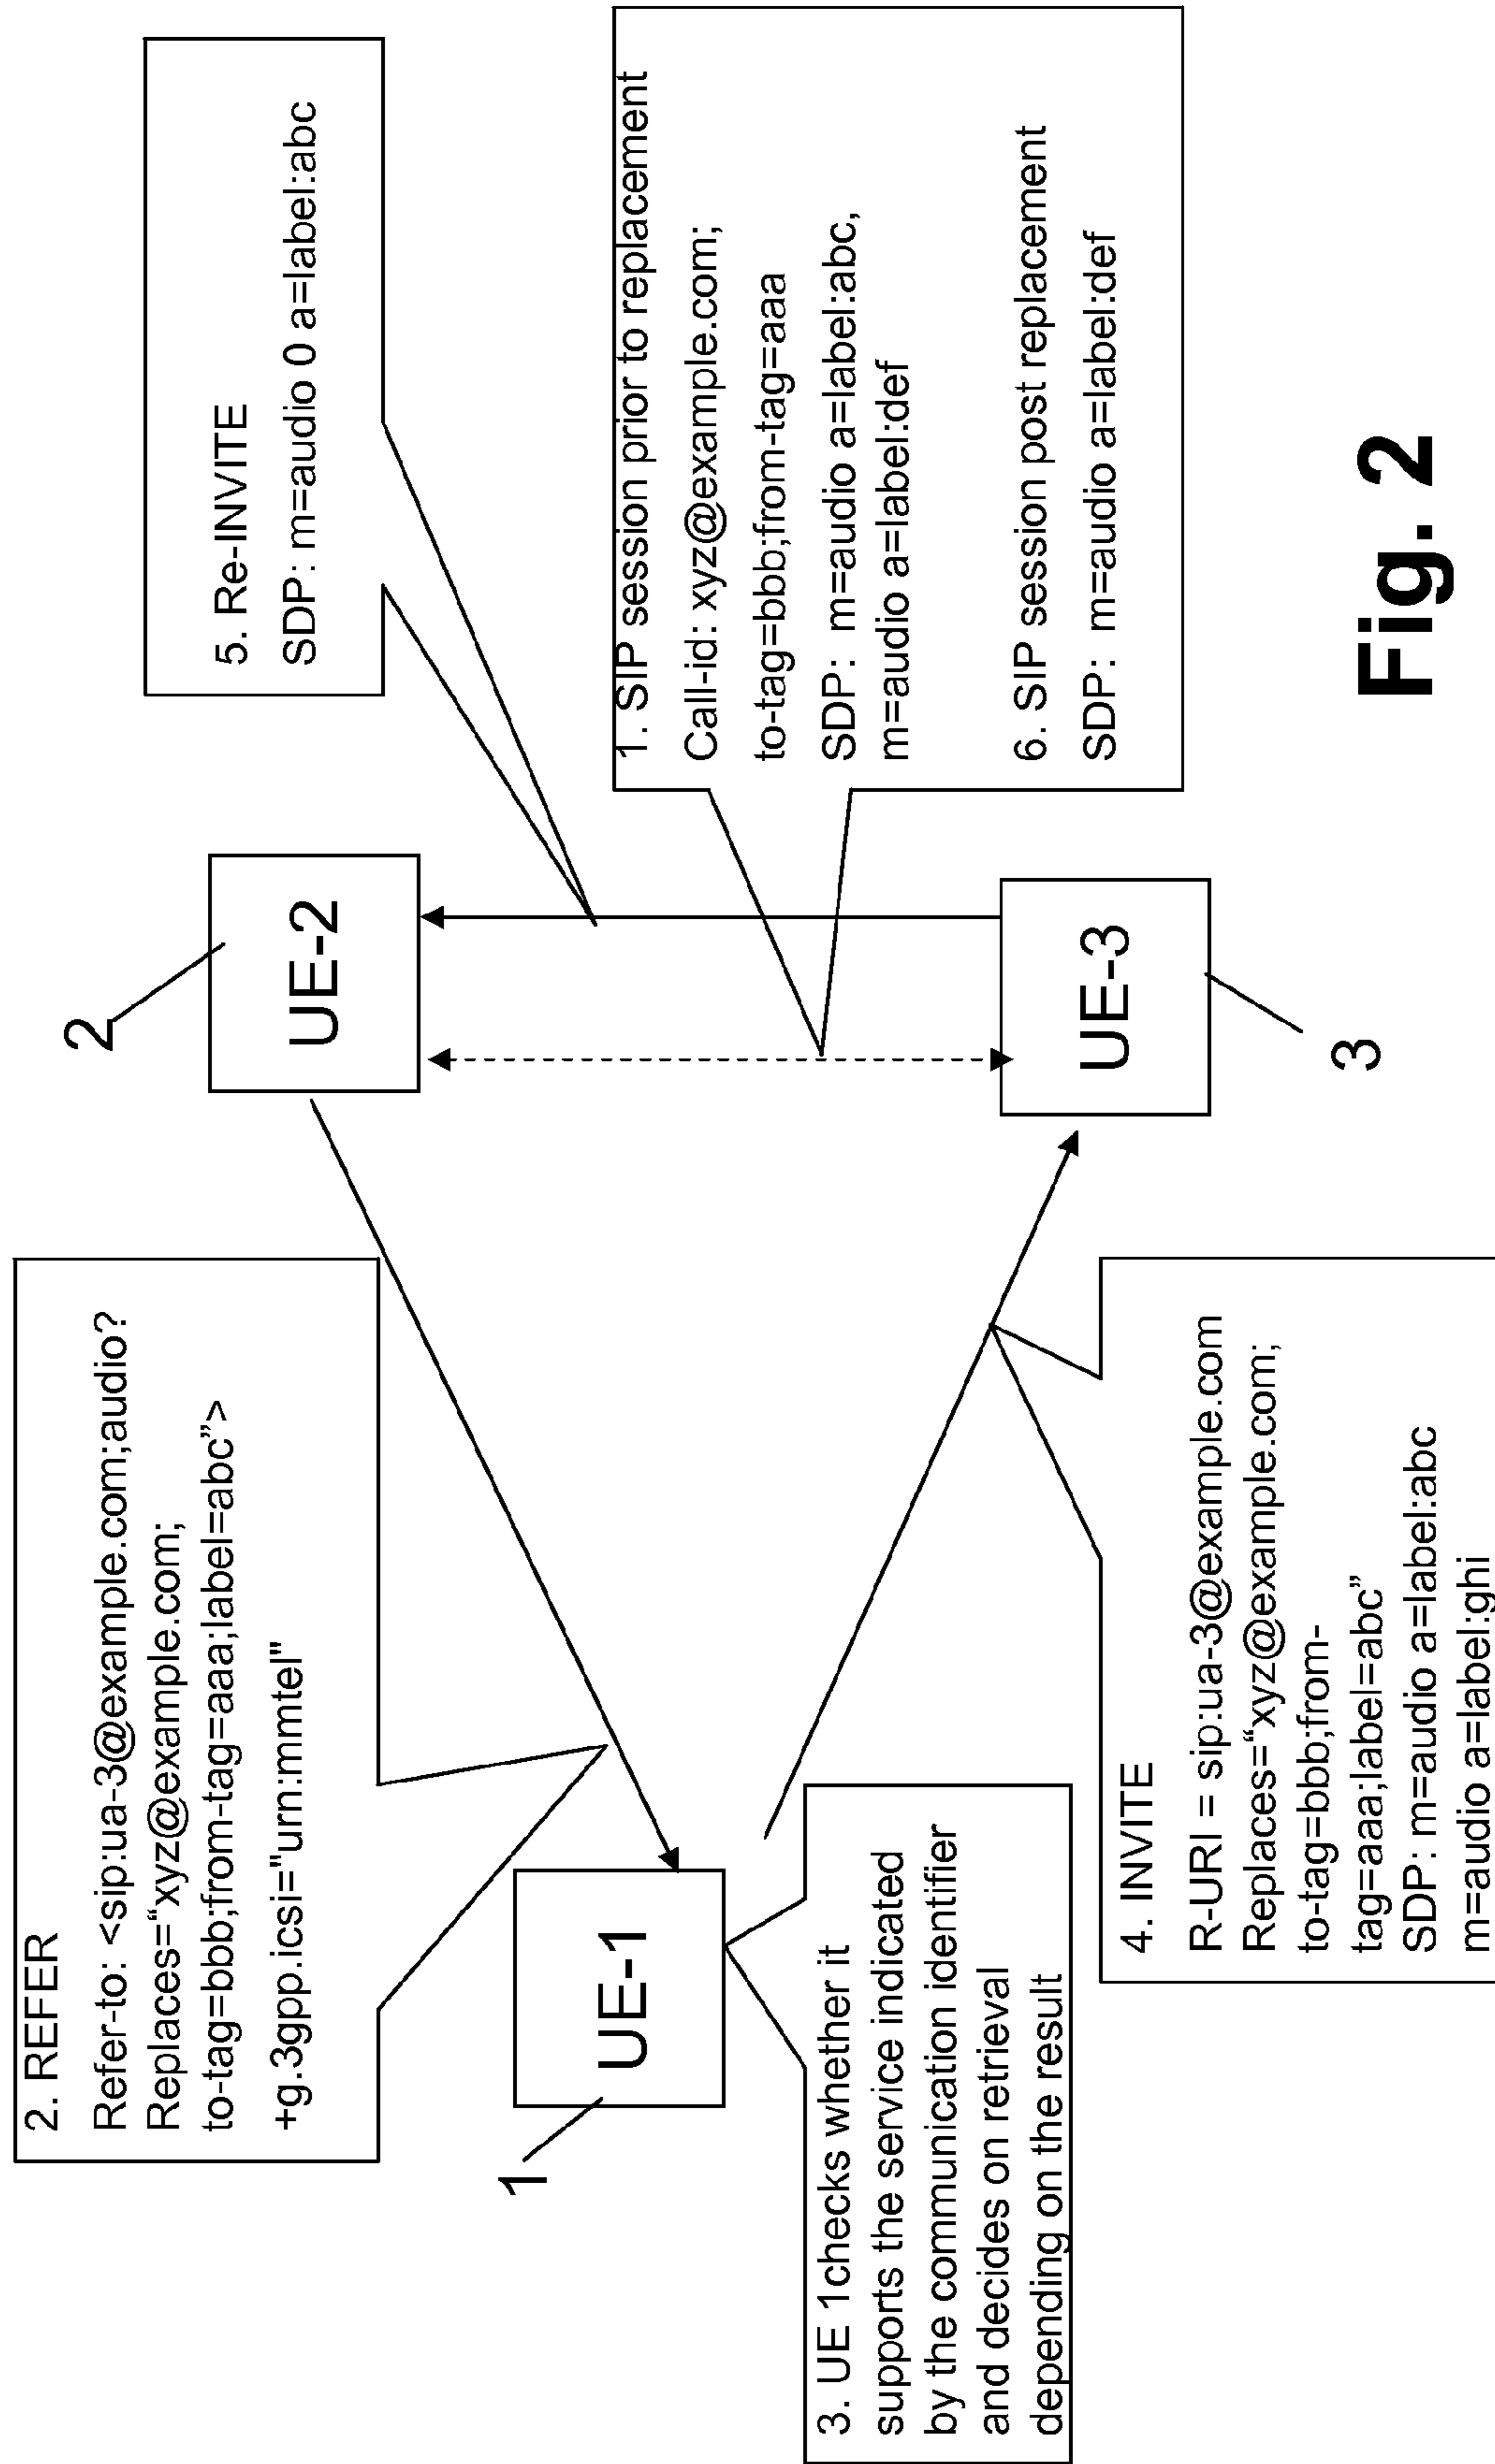 2. REFER
Refer-to: <sip:ua-3@example.com;audio?
Replaces=“xyz@example.com;
to-tag=bbb;from-tag=aaa;label=abc”>
+g.3gpp.icsi="urn:mmtel"
5. Re-INVITE
SDP: m=audio 0 a=label:abc
2
UE-2
1
UE-1
1. SIP session prior to replacement
Call-id: xyz@example.com;
to-tag=bbb;from-tag=aaa
SDP: m=audio a=label:abc,
m=audio a=label:def
6. SIP session post replacement
SDP: m=audio a=label:def
3. UE 1checks whether it
supports the service indicated
by the communication identifier
and decides on retrieval
depending on the result
UE-3
3
4. INVITE
R-URI = sip:ua-3@example.com
Replaces=“xyz@example.com;
to-tag=bbb;from-
tag=aaa;label=abc”
SDP: m=audio a=label:abc
m=audio a=label:ghi
Fig. 2